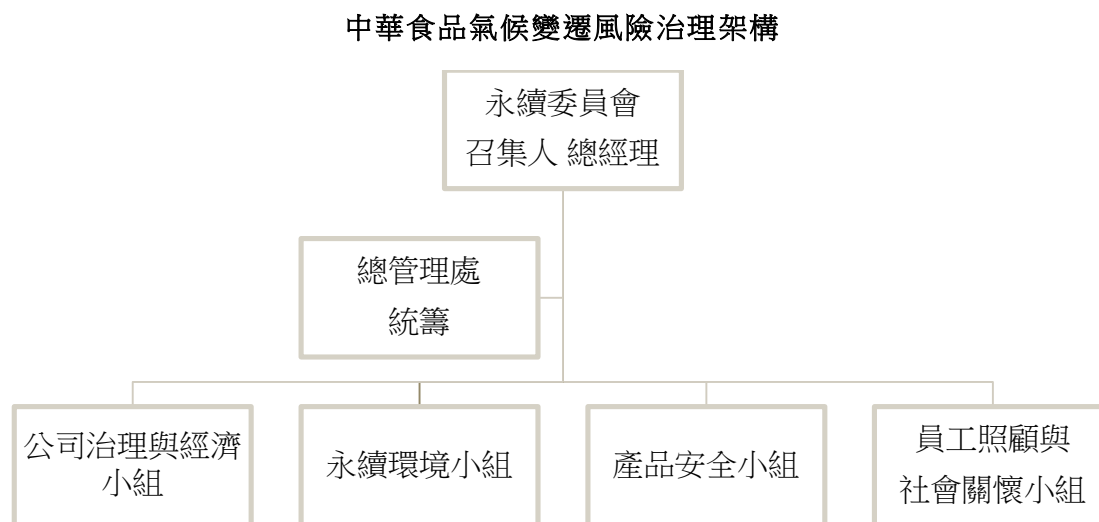 中華食品氣候變遷風險治理架構
永續委員會
召集人 總經理
總管理處
統籌
公司治理與經濟
小組
永續環境小組
產品安全小組
員工照顧與
社會關懷小組